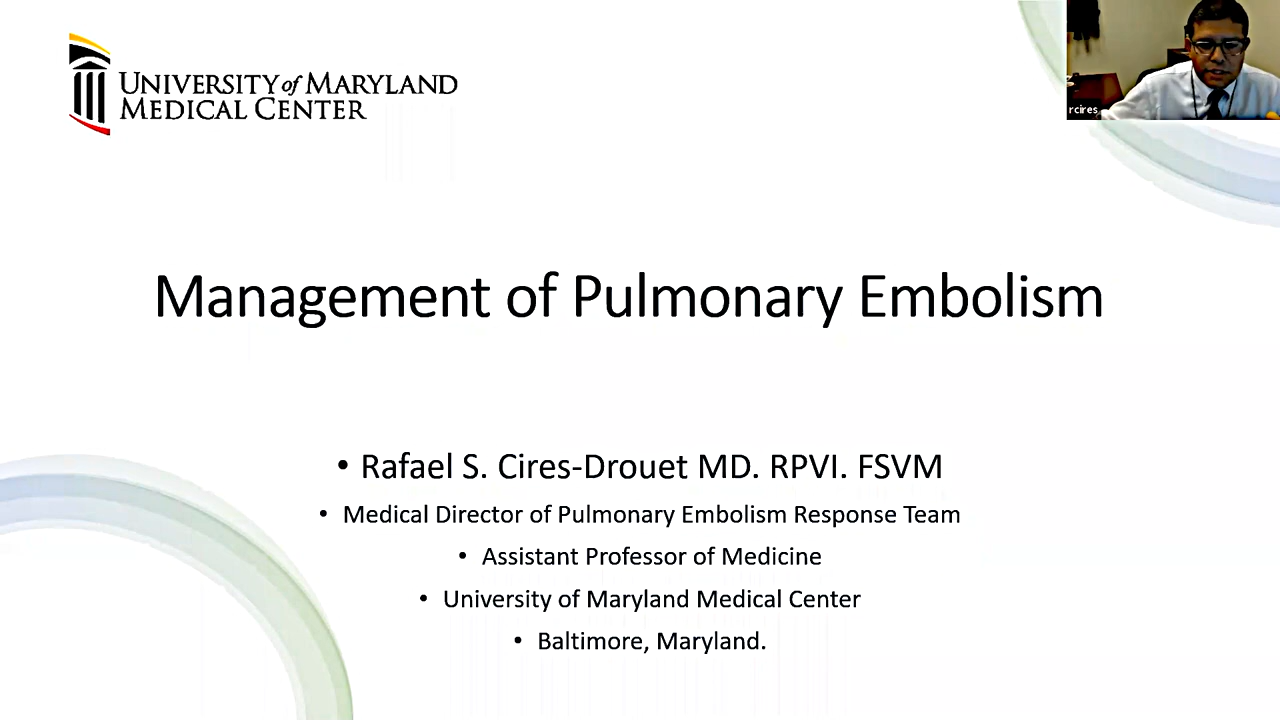 UNIVERSITY of MARYLAND
MEDICAL CENTER
rcires
Management of Pulmonary Embolism
• Rafael S. Cires-Drouet MD. RPVI. FSVM
• Medical Director of Pulmonary Embolism Response Team
• Assistant Professor of Medicine
• University of Maryland Medical Center
• Baltimore, Maryland.